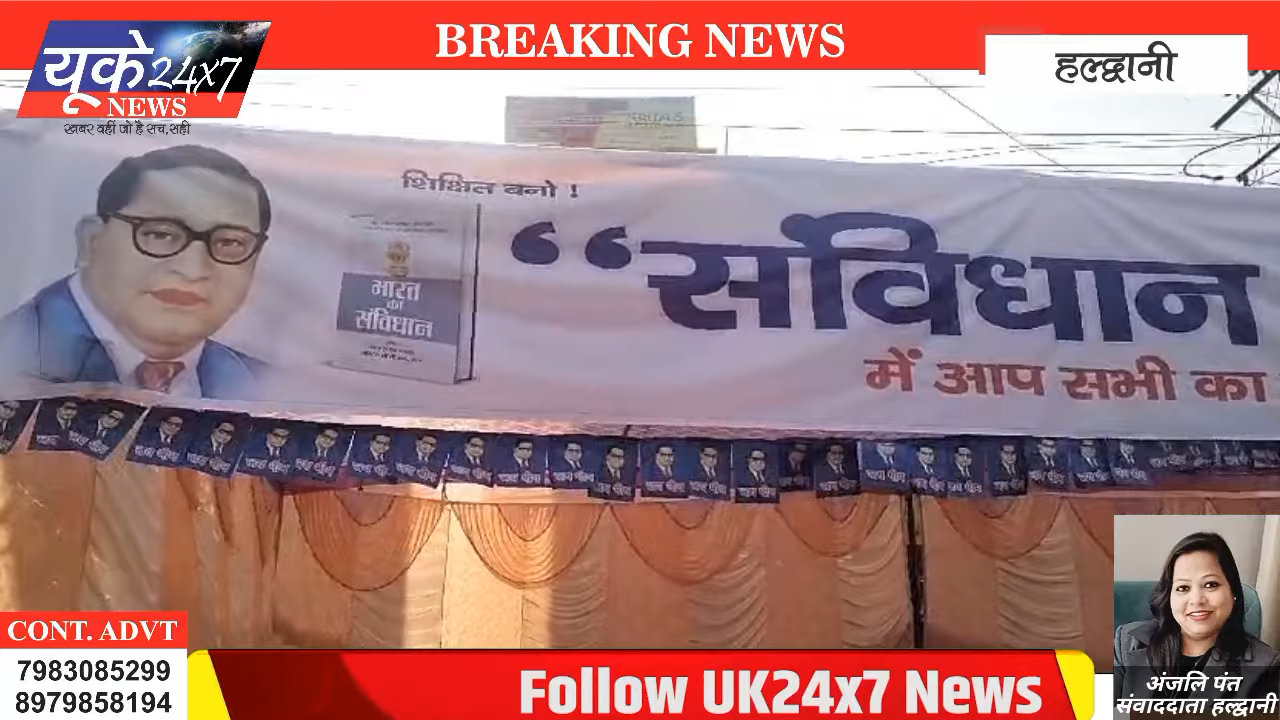 BREAKING NEWS
यूके 24x7
NEWS
खबर वही जो है सच,सही
हल्द्वानी
शिक्षित बनो !
भारत
का
संविधान
“संविधान
में आप सभी का
जय भीम
CONT. ADVT
7983085299
8979858194
Follow UK24x7 News
अंजलि पंत
संवाददाता हल्द्वानी